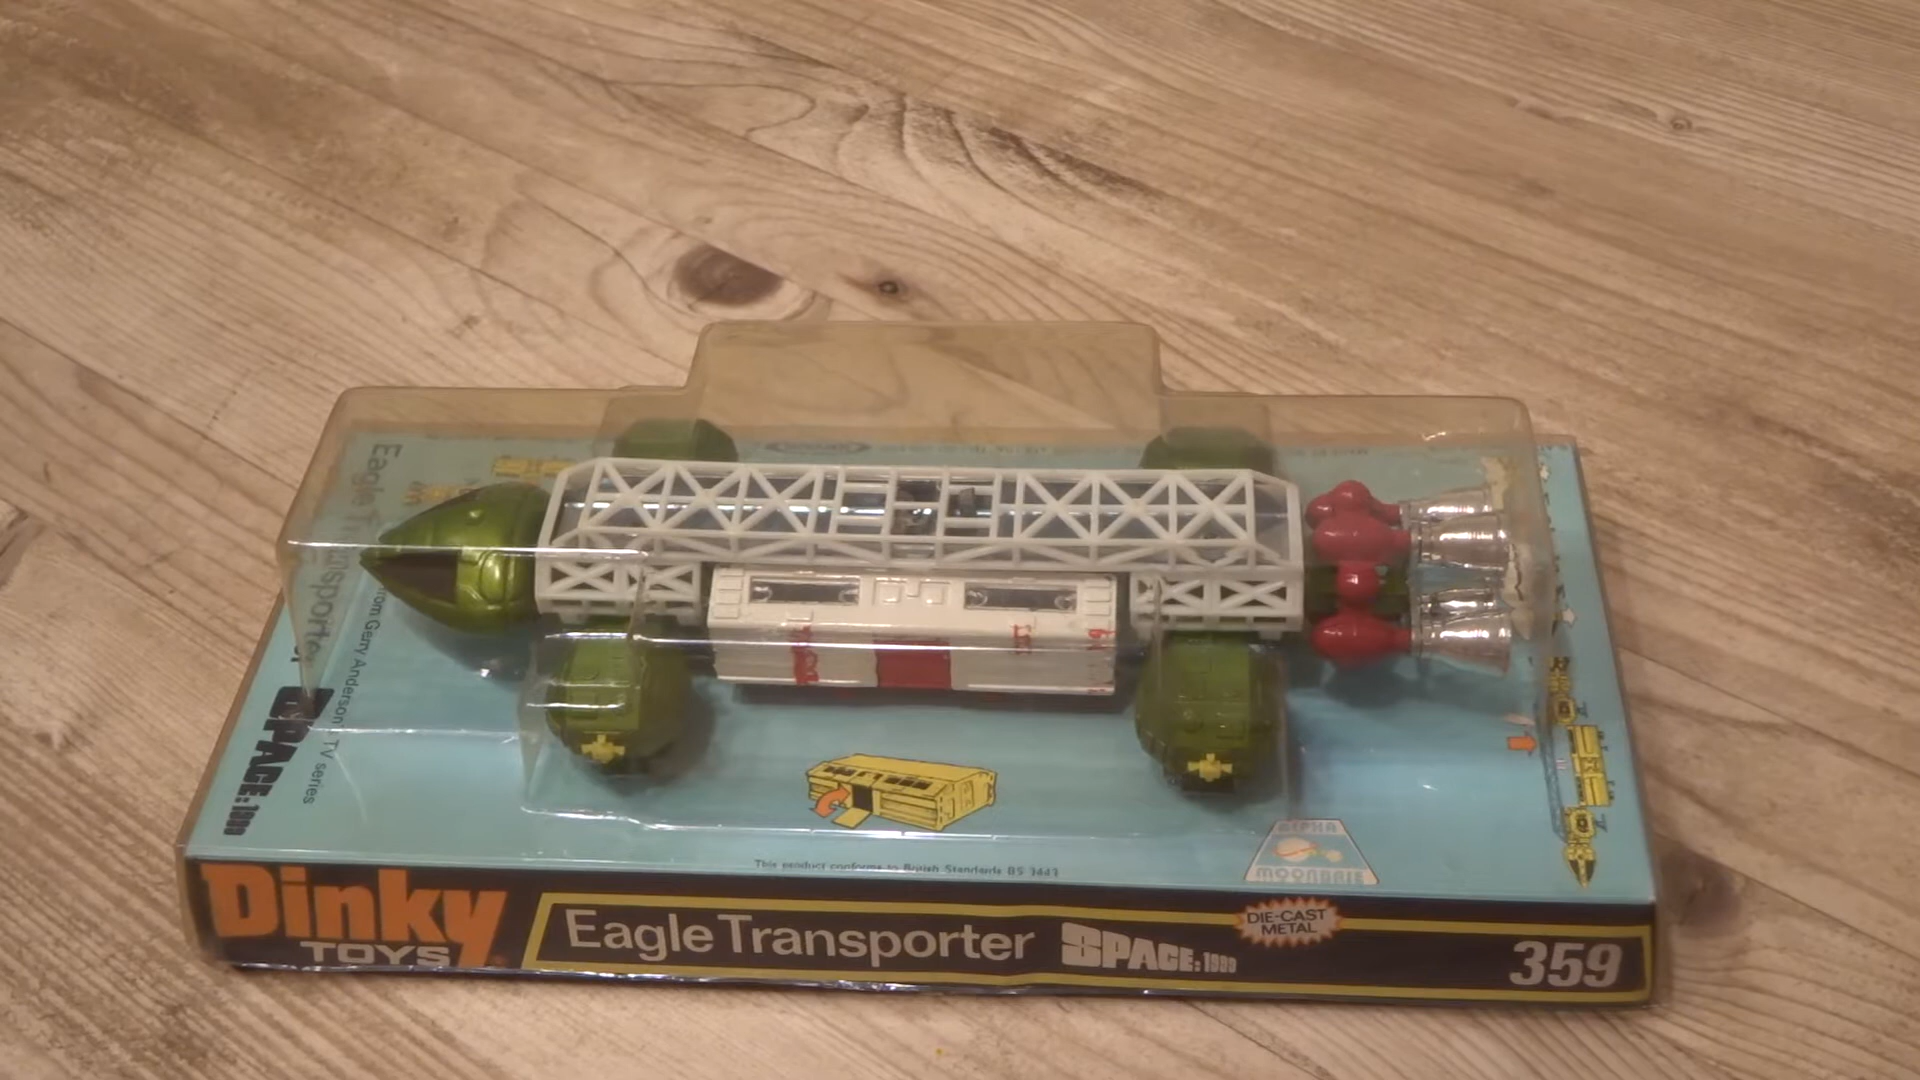 Eagle Transporter
from Gerry Anderson's TV series
SPACE:1999
This product conforms to British Standards BS 3443
ALPHA
MOONBASE
Dinky
TOYS
Eagle Transporter
SPACE:1999
DIE-CAST
METAL
359